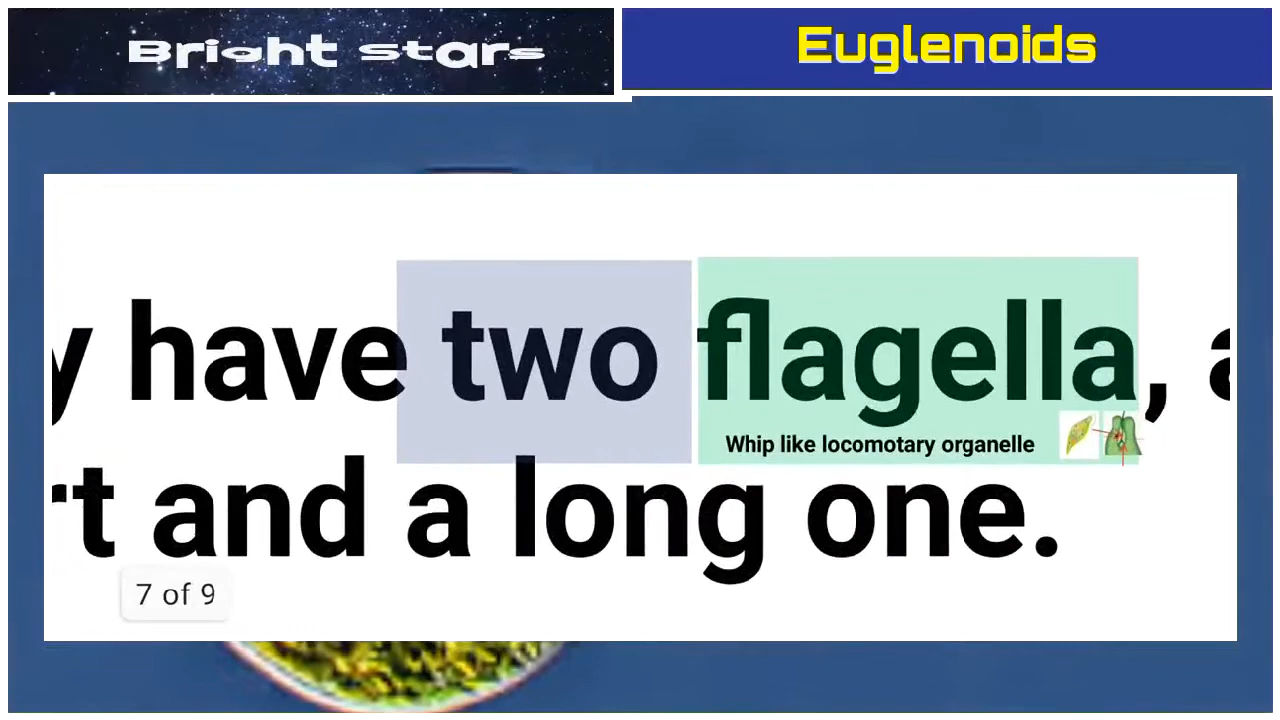 Bright stars
Euglenoids
y have two flagella, a
Whip like locomotary organelle
rt and a long one.
7 of 9